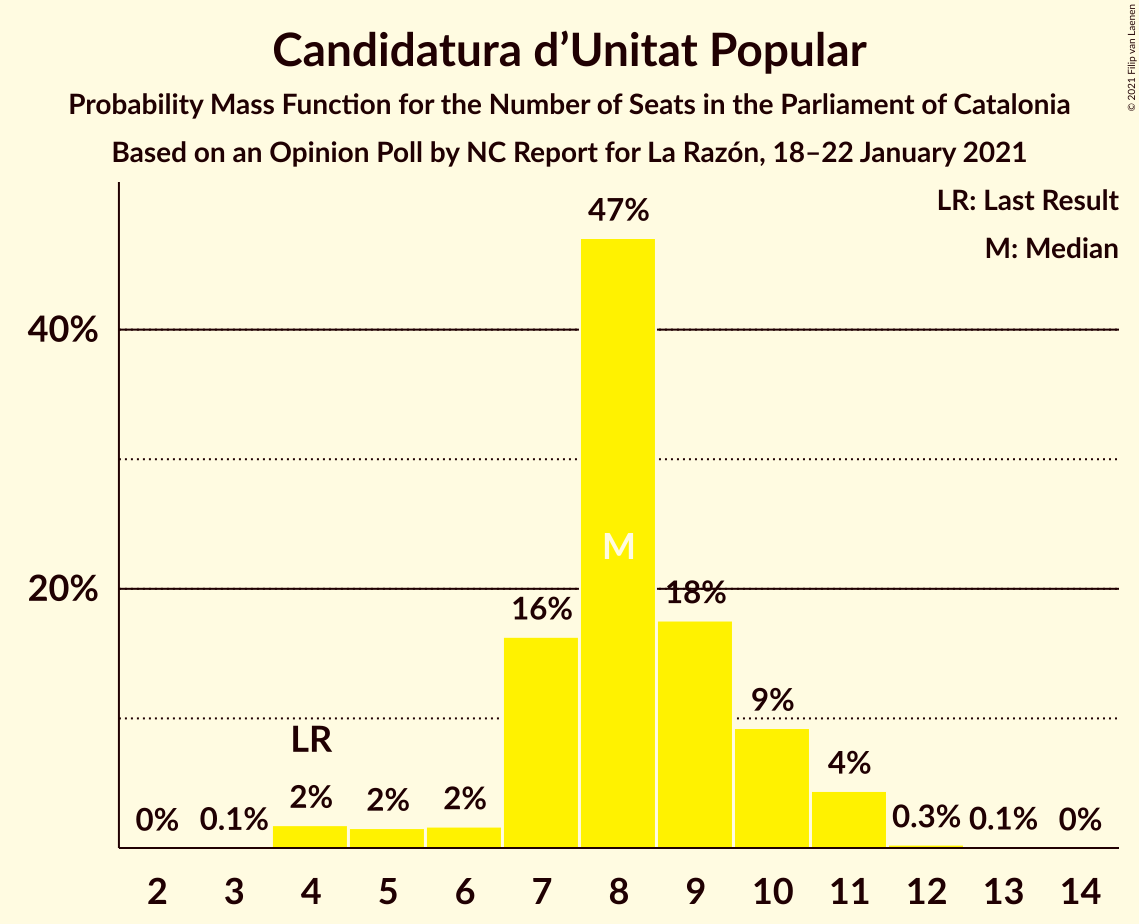 Candidatura d’Unitat Popular
Probability Mass Function for the Number of Seats in the Parliament of Catalonia
Based on an Opinion Poll by NC Report for La Razón, 18–22 January 2021
© 2021 Filip van Laenen
LR: Last Result
M: Median
40%
20%
0%
0.1%
LR
2%
2%
2%
16%
47%
M
18%
9%
4%
0.3%
0.1%
0%
2 3 4 5 6 7 8 9 10 11 12 13 14